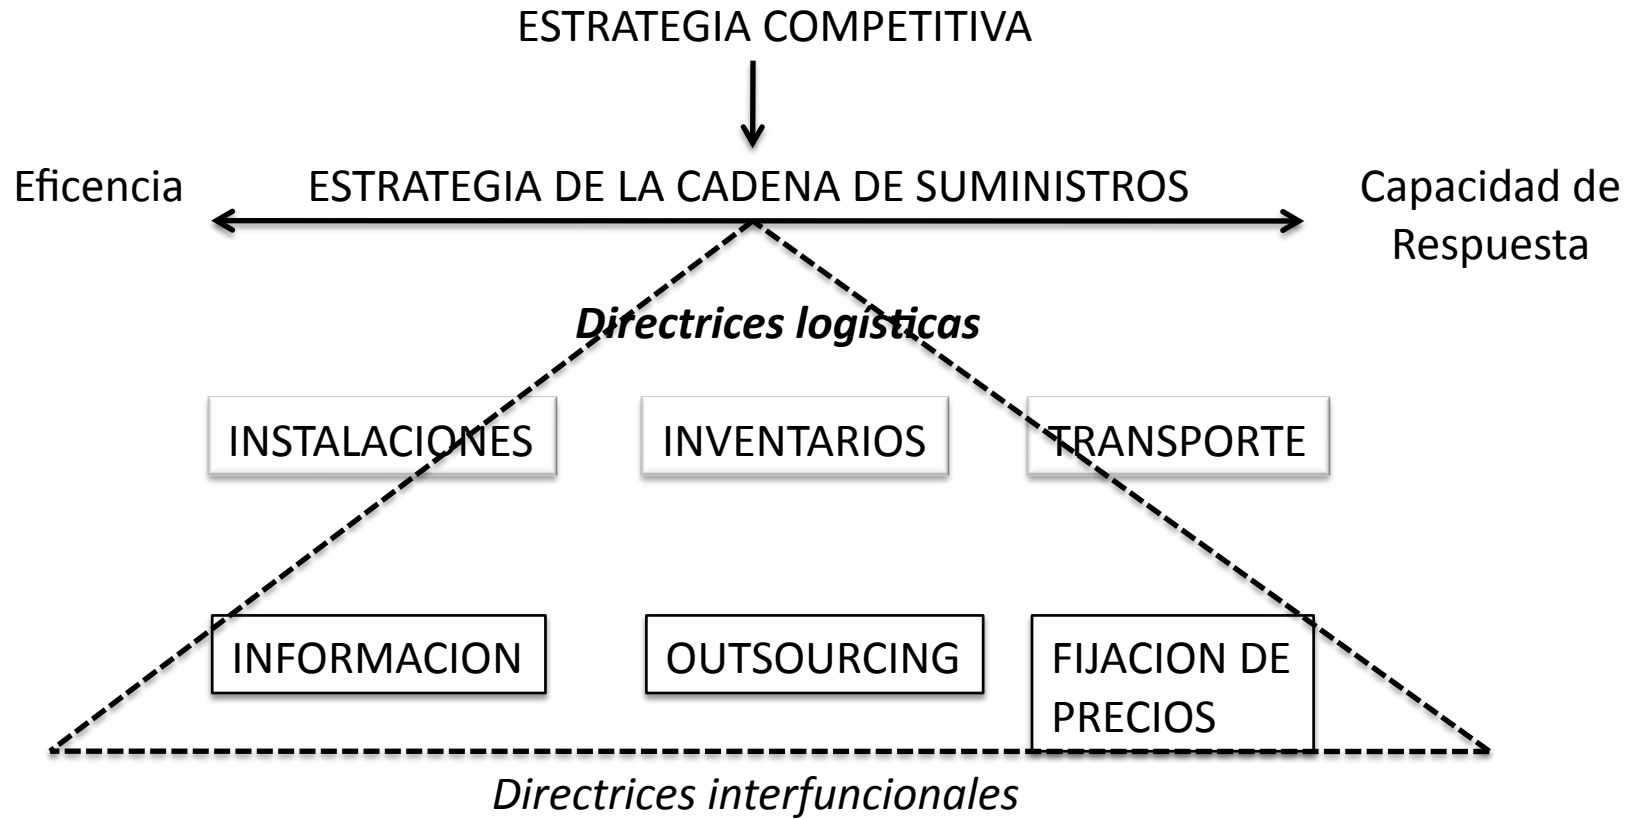 ESTRATEGIA COMPETITIVA
Eficencia
ESTRATEGIA DE LA CADENA DE SUMINISTROS
Capacidad de
Respuesta
Directrices logísticas
INSTALACIONES
INVENTARIOS
TRANSPORTE
INFORMACION
OUTSOURCING
FIJACION DE
PRECIOS
Directrices interfuncionales